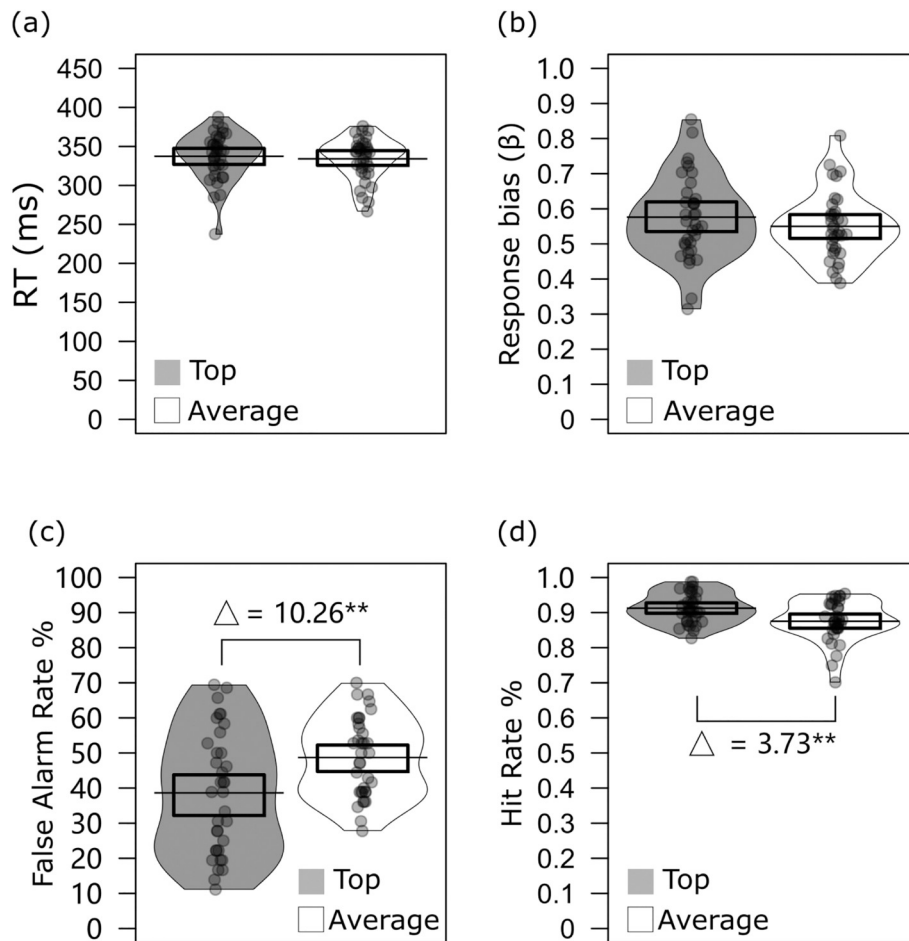 (a)
RT (ms)
450
400
350
300
250
200
150
100
50
0
Top
Average
(b)
Response bias (β)
1.0
0.9
0.8
0.7
0.6
0.5
0.4
0.3
0.2
0.1
0
Top
Average
(c)
False Alarm Rate %
100
90
80
70
60
50
40
30
20
10
0
△ = 10.26**
Top
Average
(d)
Hit Rate %
1.0
0.9
0.8
0.7
0.6
0.5
0.4
0.3
0.2
0.1
0
△ = 3.73**
Top
Average